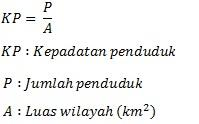 KP = P/A
KP : Kepadatan penduduk
P : Jumlah penduduk
A : Luas wilayah (km²)